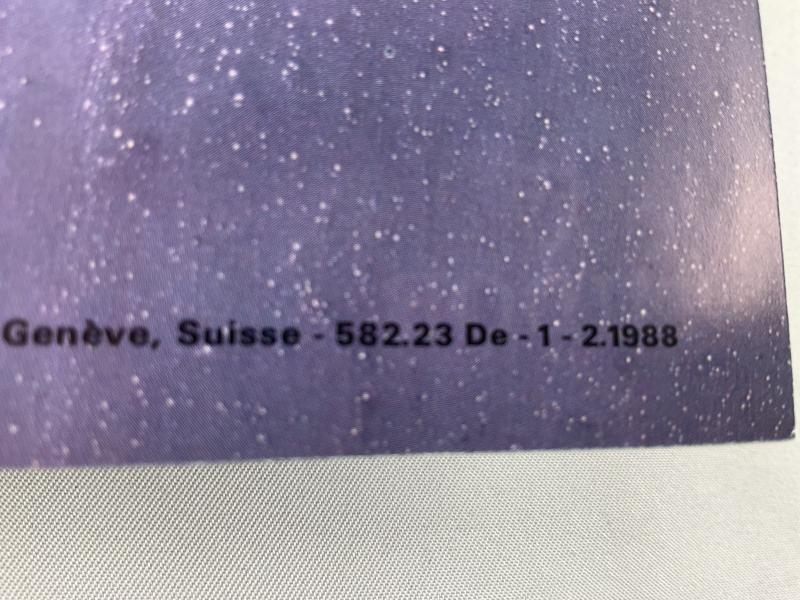 Genève, Suisse - 582.23 De - 1 - 2.1988